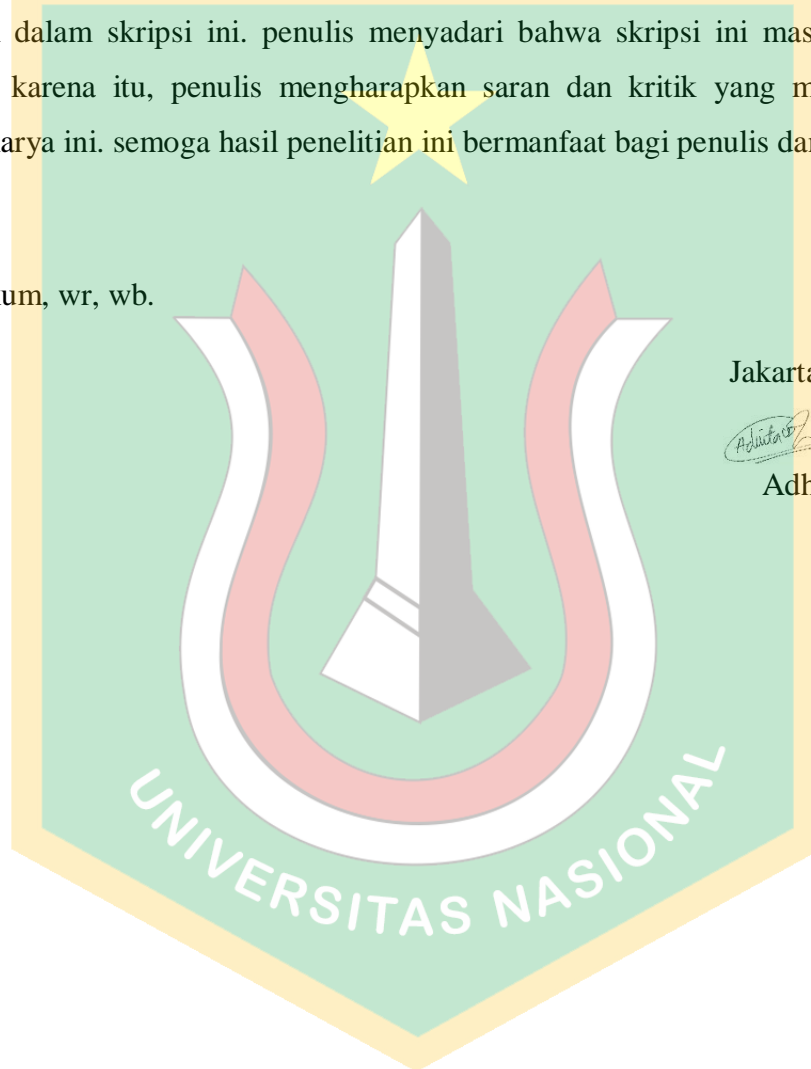 dalam skripsi ini. penulis menyadari bahwa skripsi ini mas
karena itu, penulis mengharapkan saran dan kritik yang m
arya ini. semoga hasil penelitian ini bermanfaat bagi penulis dan
um, wr, wb.
Jakarta
Adh
UNIVERSITAS NASIONAL